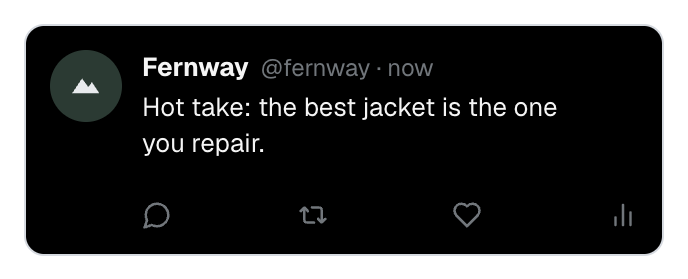 Fernway @fernway · now
Hot take: the best jacket is the one
you repair.